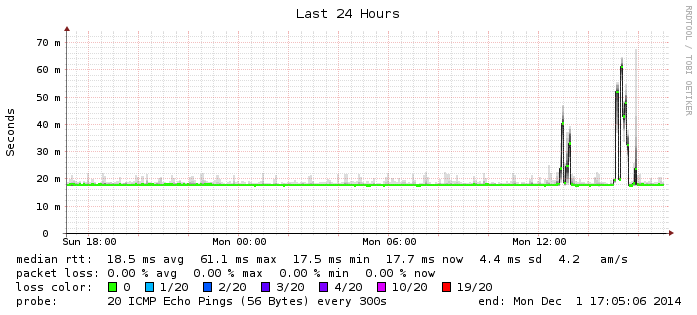 Last 24 Hours
RRDTOOL / TOBI OETIKER
Seconds
70 m
60 m
50 m
40 m
30 m
20 m
10 m
0
Sun 18:00 Mon 00:00 Mon 06:00 Mon 12:00
median rtt: 18.5 ms avg 61.1 ms max 17.5 ms min 17.7 ms now 4.4 ms sd 4.2 am/s
packet loss: 0.00 % avg 0.00 % max 0.00 % min 0.00 % now
loss color: 0 1/20 2/20 3/20 4/20 10/20 19/20
probe: 20 ICMP Echo Pings (56 Bytes) every 300s end: Mon Dec 1 17:05:06 2014